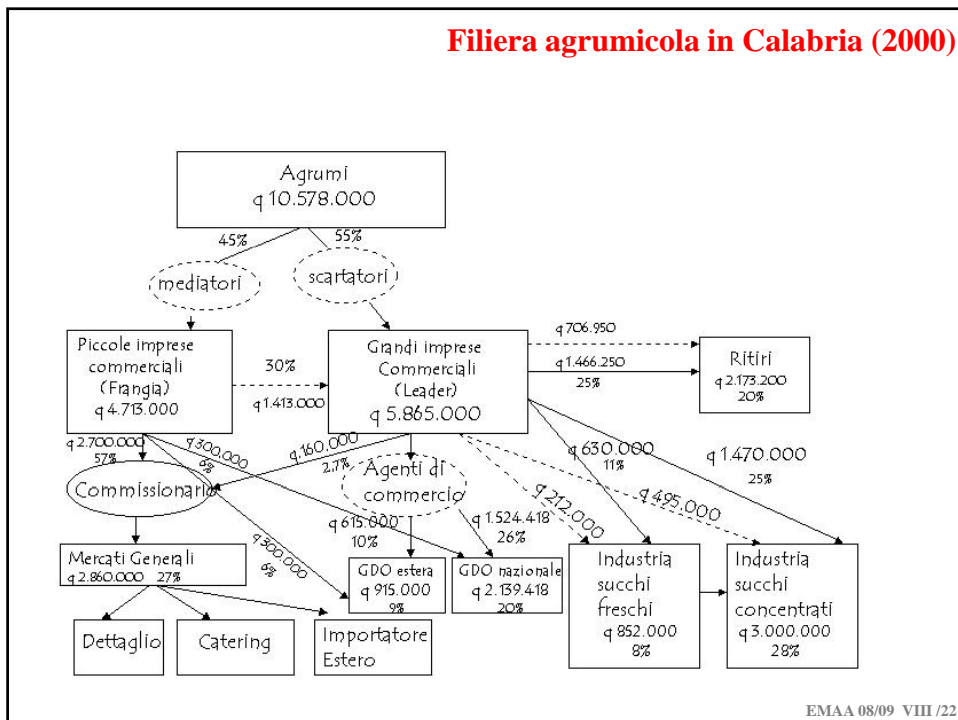 Filiera agrumicola in Calabria (2000)
Agrumi
q 10.578.000
45%
55%
mediatori
scartatori
Piccole imprese
commerciali
(Frangia)
q 4.713.000
30%
q 1.413.000
Grandi imprese
Commerciali
(Leader)
q 5.865.000
q 706.950
q 1.466.250
25%
Ritiri
q 2.173.200
20%
q 2.700.000
57%
q 300.000
6%
q.160.000
2,7%
q 630.000
11%
q 1.470.000
25%
Commissionario
Agenti di
commercio
q 212.000
q 495.000
q 300.000
6%
q 615.000
10%
q 1.524.418
26%
Mercati Generali
q 2.860.000 27%
GDO estera
q 915.000
9%
GDO nazionale
q 2.139.418
20%
Industria
succhi
freschi
q 852.000
8%
Industria
succhi
concentrati
q 3.000.000
28%
Dettaglio
Catering
Importatore
Estero
EMAA 08/09 VIII /22